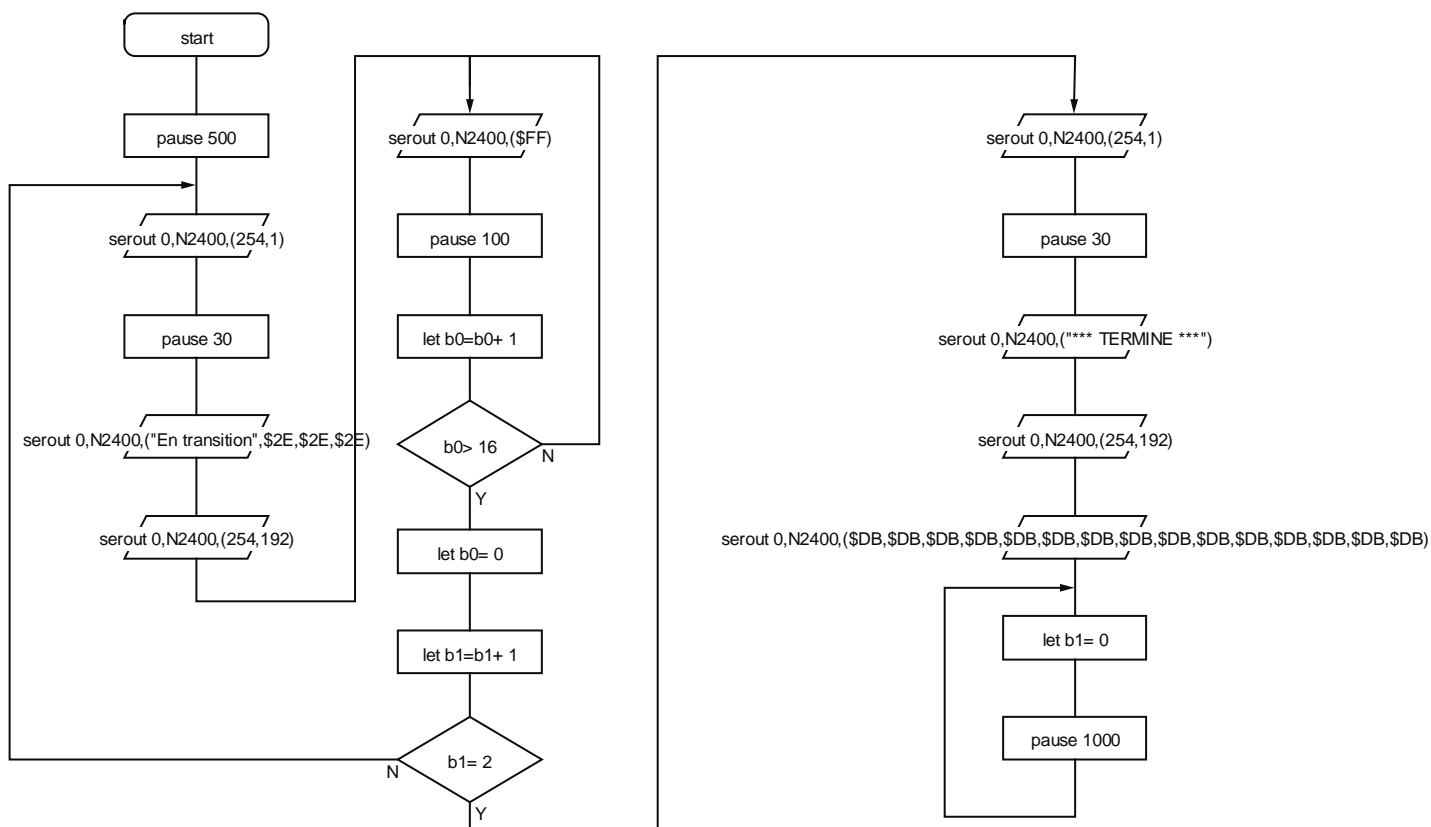 start
pause 500
serout 0,N2400,(254,1)
pause 30
serout 0,N2400,("En transition",$2E,$2E,$2E)
serout 0,N2400,(254,192)
serout 0,N2400,($FF)
pause 100
let b0=b0+ 1
b0> 16
N
Y
let b0= 0
let b1=b1+ 1
b1= 2
N
Y
serout 0,N2400,(254,1)
pause 30
serout 0,N2400,("*** TERMINE ***")
serout 0,N2400,(254,192)
serout 0,N2400,($DB,$DB,$DB,$DB,$DB,$DB,$DB,$DB,$DB,$DB,$DB,$DB,$DB,$DB,$DB)
let b1= 0
pause 1000